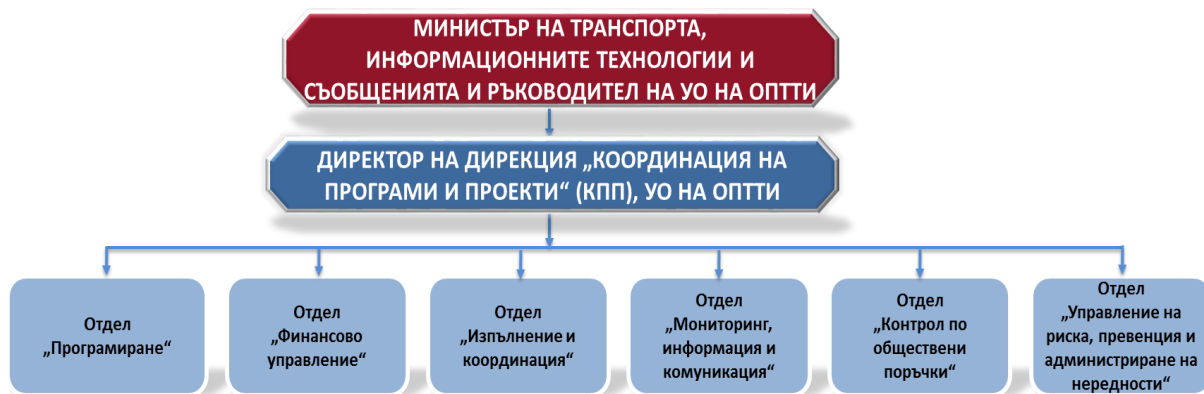 МИНИСТЪР НА ТРАНСПОРТА,
ИНФОРМАЦИОННИТЕ ТЕХНОЛОГИИ И
СЪОБЩЕНИЯТА И РЪКОВОДИТЕЛ НА УО НА ОПТТИ
ДИРЕКТОР НА ДИРЕКЦИЯ „КООРДИНАЦИЯ НА
ПРОГРАМИ И ПРОЕКТИ“ (КПП), УО НА ОПТТИ
Отдел
„Програмиране“
Отдел
„Финансово
управление“
Отдел
„Изпълнение и
координация“
Отдел
„Мониторинг,
информация и
комуникация“
Отдел
„Контрол по
обществени
поръчки“
Отдел
„Управление на
риска, превенция и
администриране на
нередности“